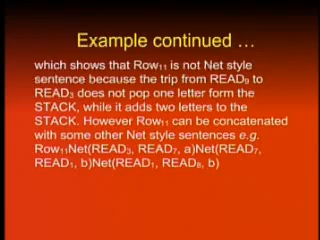 Example continued …
which shows that Row₁₁ is not Net style
sentence because the trip from READ₉ to
READ₃ does not pop one letter form the
STACK, while it adds two letters to the
STACK. However Row₁₁ can be concatenated
with some other Net style sentences e.g.
Row₁₁Net(READ₃, READ₇, a)Net(READ₇,
READ₁, b)Net(READ₁, READ₈, b)